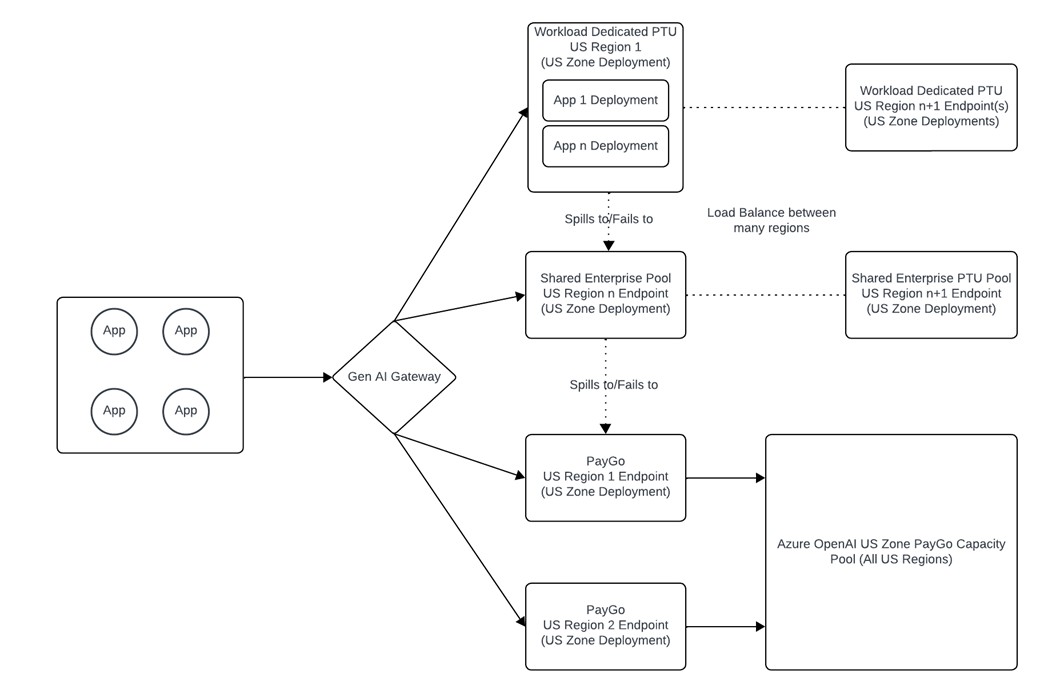 Workload Dedicated PTU
US Region 1
(US Zone Deployment)
App 1 Deployment
App n Deployment
Workload Dedicated PTU
US Region n+1 Endpoint(s)
(US Zone Deployments)
Spills to/Fails to
Load Balance between
many regions
Shared Enterprise Pool
US Region n Endpoint
(US Zone Deployment)
Shared Enterprise PTU Pool
US Region n+1 Endpoint
(US Zone Deployment)
App
App
App
App
Gen AI Gateway
Spills to/Fails to
PayGo
US Region 1 Endpoint
(US Zone Deployment)
Azure OpenAI US Zone PayGo Capacity
Pool (All US Regions)
PayGo
US Region 2 Endpoint
(US Zone Deployment)